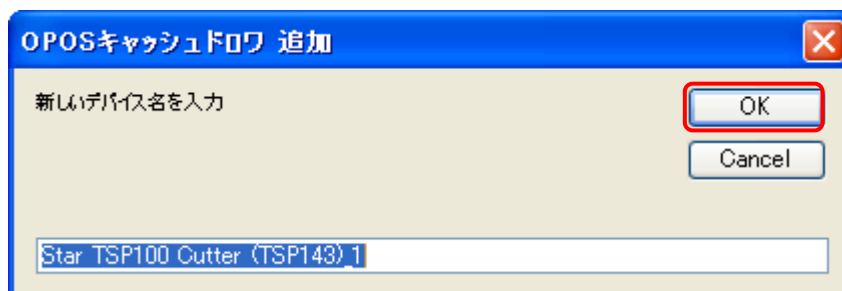 OPOSキャッシュドロワ 追加
新しいデバイス名を入力
OK
Cancel
Star TSP100 Cutter (TSP143)_1